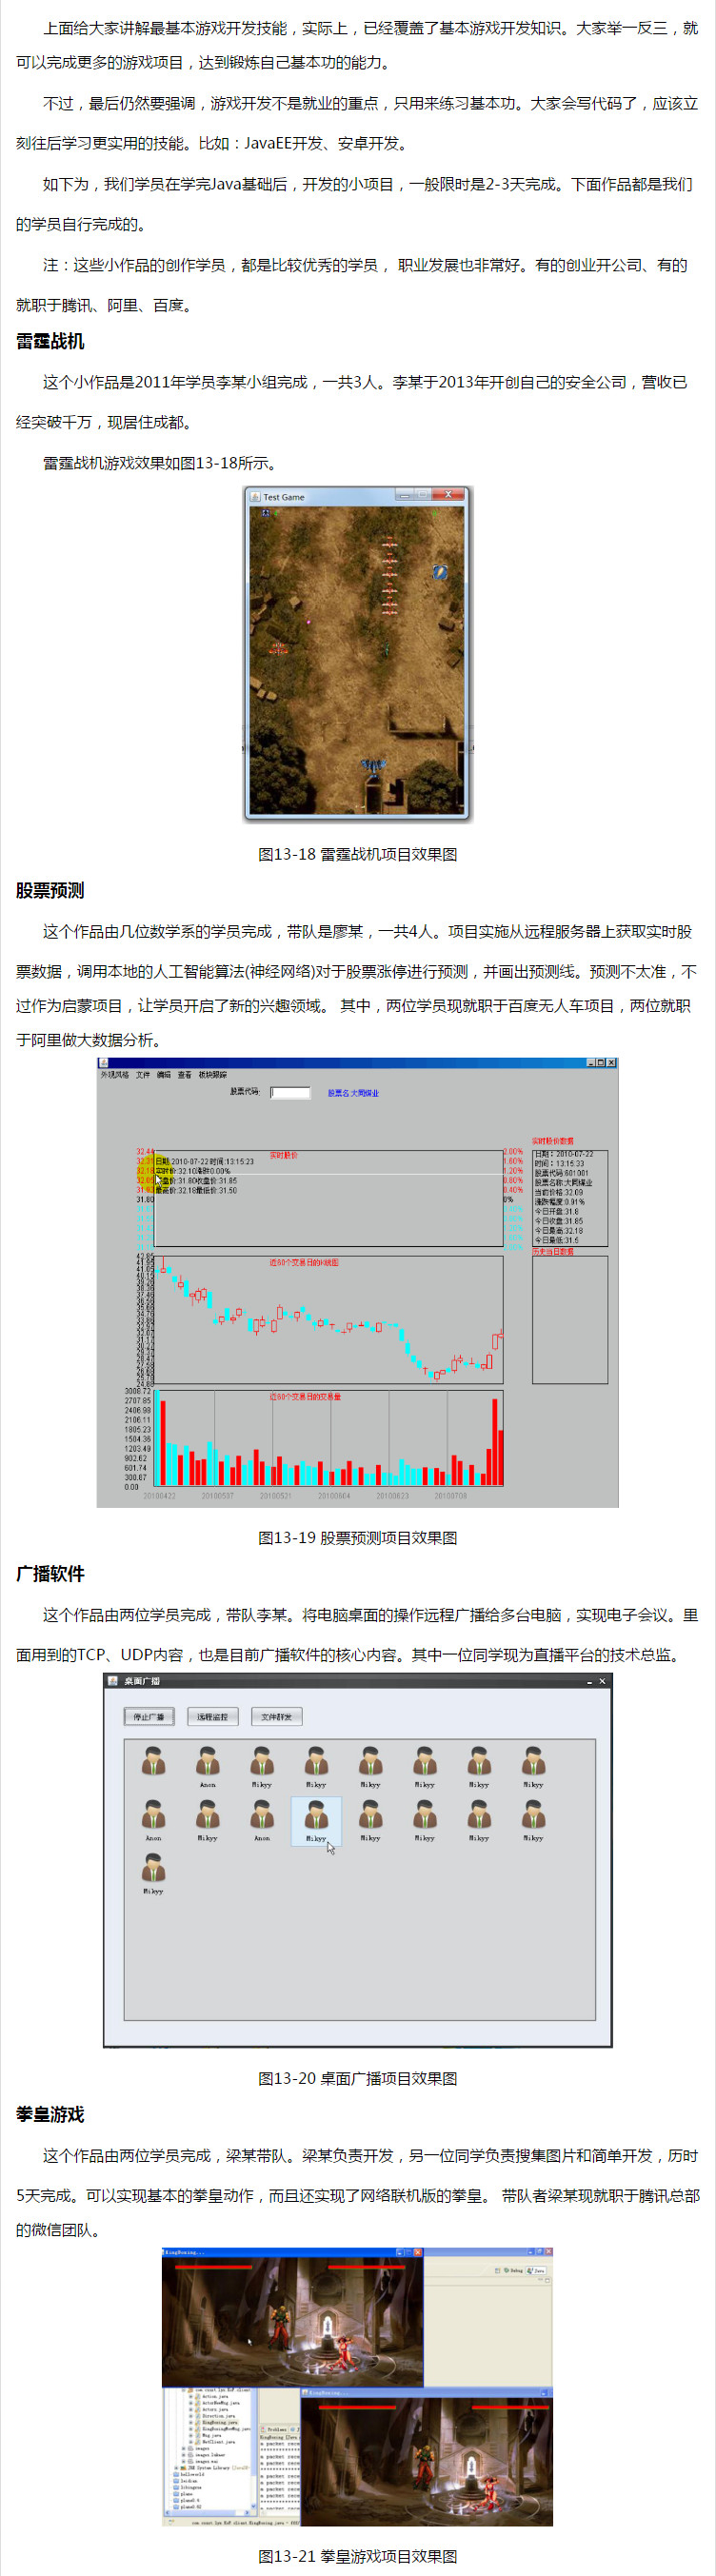 上面给大家讲解最基本游戏开发技能，实际上，已经覆盖了基本游戏开发知识。大家举一反三，就
可以完成更多的游戏项目，达到锻炼自己基本功的能力。
不过，最后仍然要强调，游戏开发不是就业的重点，只用来练习基本功。大家会写代码了，应该立
刻往后学习更实用的技能。比如：JavaEE开发、安卓开发。
如下为，我们学员在学完Java基础后，开发的小项目，一般限时是2-3天完成。下面作品都是我们
的学员自行完成的。
注：这些小作品的创作学员，都是比较优秀的学员， 职业发展也非常好。有的创业开公司、有的
就职于腾讯、阿里、百度。
雷霆战机
这个小作品是2011年学员李某小组完成，一共3人。李某于2013年开创自己的安全公司，营收已
经突破千万，现居住成都。
雷霆战机游戏效果如图13-18所示。
Test Game
图13-18 雷霆战机项目效果图
股票预测
这个作品由几位数学系的学员完成，带队是廖某，一共4人。项目实施从远程服务器上获取实时股
票数据，调用本地的人工智能算法(神经网络)对于股票涨停进行预测，并画出预测线。预测不太准，不
过作为启蒙项目，让学员开启了新的兴趣领域。 其中，两位学员现就职于百度无人车项目，两位就职
于阿里做大数据分析。
外观风格 文件 编辑 查看 板块跟踪
股票代码: 股票名:大同煤业
实时股价
日期:2010-07-22 时间:13:15:23
实时价:32.10涨跌0.00%
开盘价:31.80收盘价:31.85
最高价:32.18最低价:31.50
31.80
2.00%
1.60%
1.20%
0.80%
0.40%
0%
实时股价数据
日期：2010-07-22
时间：13:15:33
股票代码:601001
股票名称:大同煤业
当前价格:32.09
涨跌幅度:0.91%
今日开盘:31.8
今日收盘:31.85
今日最高:32.18
今日最低:31.5
历史当日数据
近60个交易日的K线图
近60个交易日的交易量
3008.72
2707.85
2406.98
2106.11
1805.23
1504.36
1203.49
902.62
601.74
300.87
0.00
20100422 20100507 20100521 20100604 20100623 20100708
图13-19 股票预测项目效果图
广播软件
这个作品由两位学员完成，带队李某。将电脑桌面的操作远程广播给多台电脑，实现电子会议。里
面用到的TCP、UDP内容，也是目前广播软件的核心内容。其中一位同学现为直播平台的技术总监。
桌面广播
停止广播 远程监控 文件群发
Anon Mikyy Mikyy Mikyy Mikyy Mikyy Mikyy
Anon Mikyy Anon Mikyy Mikyy Mikyy Mikyy Mikyy
Mikyy
图13-20 桌面广播项目效果图
拳皇游戏
这个作品由两位学员完成，梁某带队。梁某负责开发，另一位同学负责搜集图片和简单开发，历时
5天完成。可以实现基本的拳皇动作，而且还实现了网络联机版的拳皇。 带队者梁某现就职于腾讯总部
的微信团队。
KingBoxing...
Debug Java
KingBoxing...
Action.java
Direction.java
KingBoxing.java
Msg.java
NetClient.java
images
helloworld
图13-21 拳皇游戏项目效果图